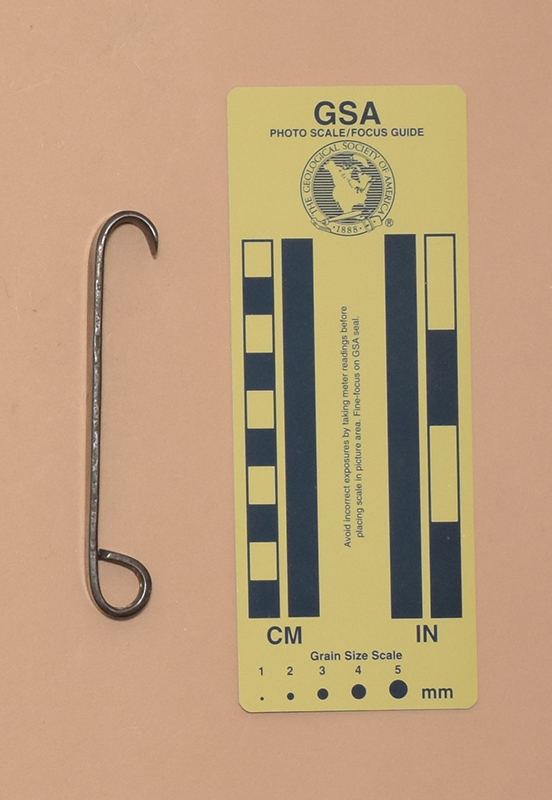 GSA
PHOTO SCALE/FOCUS GUIDE
THE GEOLOGICAL SOCIETY OF AMERICA
·1888·
®
Avoid incorrect exposures by taking meter readings before
placing scale in picture area. Fine-focus on GSA seal.
CM
IN
Grain Size Scale
1 2 3 4 5
mm